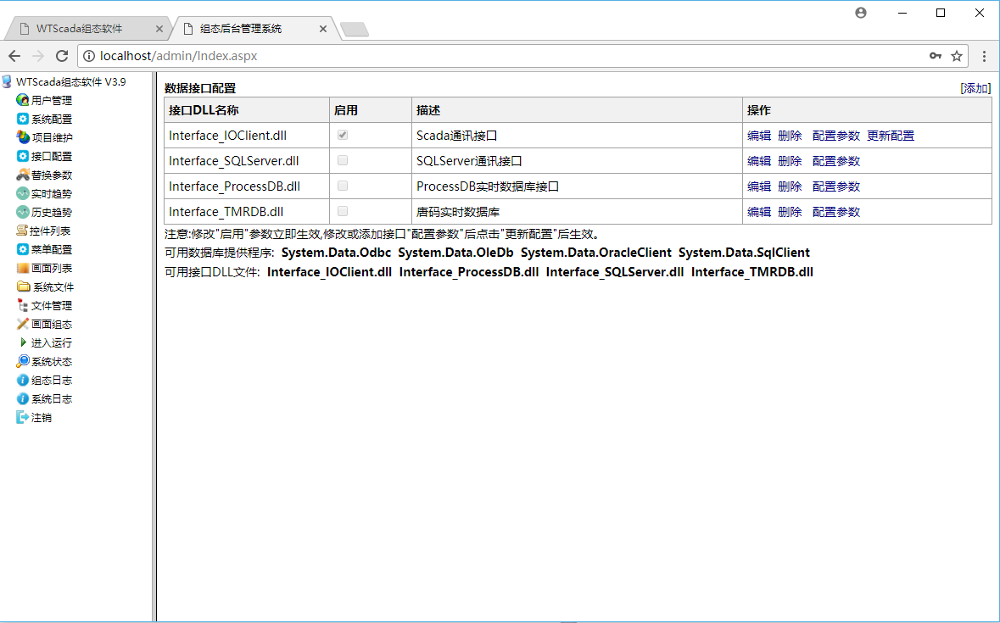 WTScada组态软件
组态后台管理系统
localhost/admin/Index.aspx
WTScada组态软件 V3.9
用户管理
系统配置
项目维护
接口配置
替换参数
实时趋势
历史趋势
控件列表
菜单配置
画面列表
系统文件
文件管理
画面组态
进入运行
系统状态
组态日志
系统日志
注销
数据接口配置 [添加]
接口DLL名称 启用 描述 操作
Interface_IOClient.dll Scada通讯接口 编辑 删除 配置参数 更新配置
Interface_SQLServer.dll SQLServer通讯接口 编辑 删除 配置参数
Interface_ProcessDB.dll ProcessDB实时数据库接口 编辑 删除 配置参数
Interface_TMRDB.dll 唐码实时数据库 编辑 删除 配置参数
注意:修改"启用"参数立即生效,修改或添加接口"配置参数"后点击"更新配置"后生效。
可用数据库提供程序: System.Data.Odbc System.Data.OleDb System.Data.OracleClient System.Data.SqlClient
可用接口DLL文件: Interface_IOClient.dll Interface_ProcessDB.dll Interface_SQLServer.dll Interface_TMRDB.dll